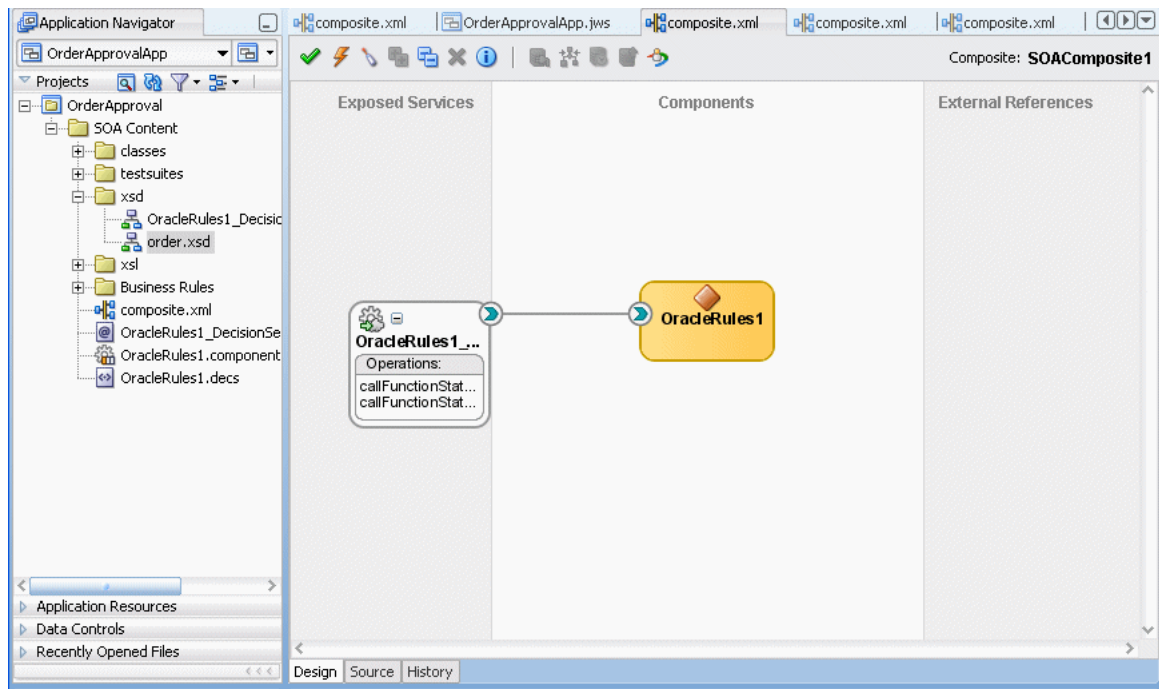 Application Navigator
composite.xml
OrderApprovalApp.jws
composite.xml
composite.xml
composite.xml
OrderApprovalApp
Composite: SOAComposite1
Projects
OrderApproval
SOA Content
classes
testsuites
xsd
OracleRules1_Decisio
order.xsd
xsl
Business Rules
composite.xml
OracleRules1_DecisionSe
OracleRules1.component
OracleRules1.decs
Application Resources
Data Controls
Recently Opened Files
Exposed Services
Components
External References
OracleRules1_...
Operations:
callFunctionStat...
callFunctionStat...
OracleRules1
Design
Source
History